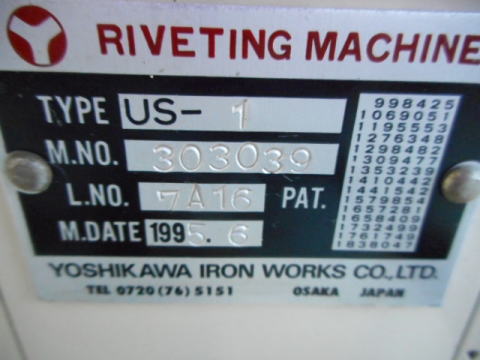 RIVETING MACHINE
TYPE US- 1
M.NO. 303039
L.NO. 7A16 PAT.
M.DATE 1995. 6
998425
1069051
1195553
1276348
1298482
1309477
1353239
1410442
1441542
1579854
1657281
1658409
1732499
1761749
1838047
YOSHIKAWA IRON WORKS CO.,LTD.
TEL 0720(76)5151 OSAKA JAPAN